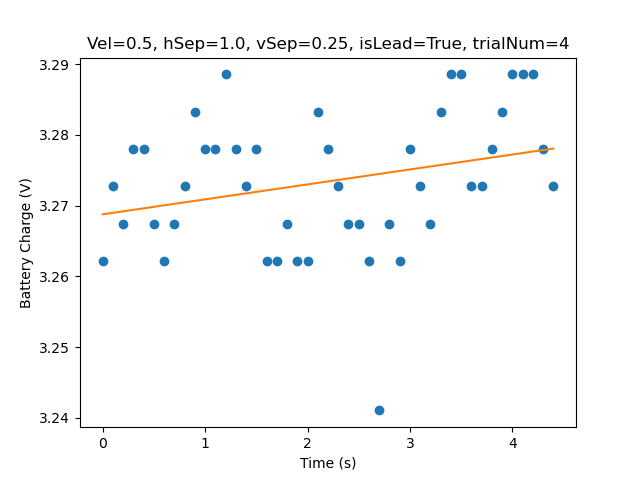 Vel=0.5, hSep=1.0, vSep=0.25, isLead=True, trialNum=4
3.29
3.28
3.27
3.26
3.25
3.24
Battery Charge (V)
0 1 2 3 4
Time (s)